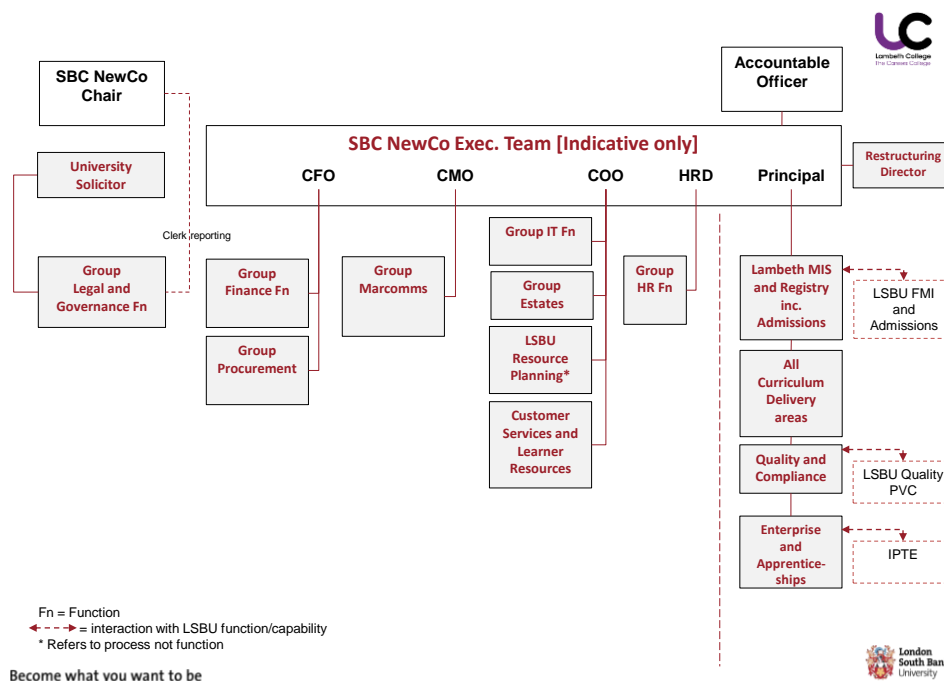 UC
Lambeth College
The Careers College
SBC NewCo
Chair
Accountable
Officer
SBC NewCo Exec. Team [Indicative only]
CFO
CMO
COO
HRD
Principal
Restructuring
Director
University
Solicitor
Clerk reporting
Group
Legal and
Governance Fn
Group
Finance Fn
Group
Procurement
Group
Marcomms
Group IT Fn
Group
Estates
LSBU
Resource
Planning*
Customer
Services and
Learner
Resources
Group
HR Fn
Lambeth MIS
and Registry
inc.
Admissions
All
Curriculum
Delivery
areas
Quality and
Compliance
Enterprise
and
Apprentice-
ships
LSBU FMI
and
Admissions
LSBU Quality
PVC
IPTE
Fn = Function
= interaction with LSBU function/capability
* Refers to process not function
Become what you want to be
London
South Ban
University